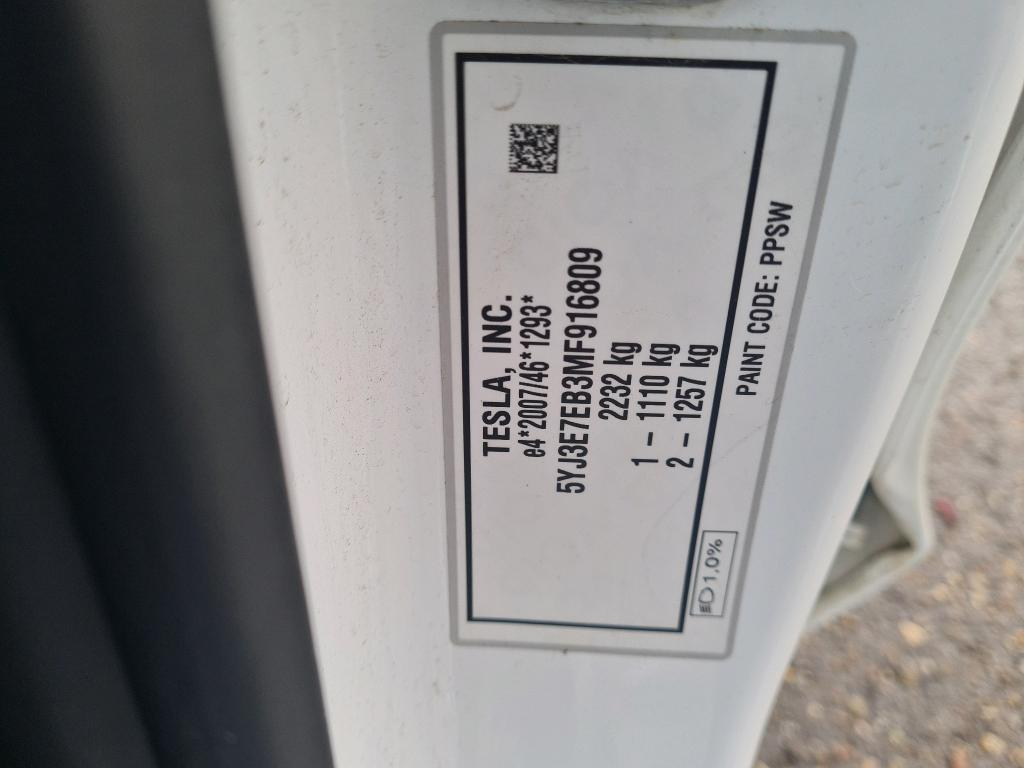 TESLA, INC.
e4*2007/46*1293*
5YJ3E7EB3MF916809
2232 kg
1 – 1110 kg
2 – 1257 kg
1,0%
PAINT CODE: PPSW